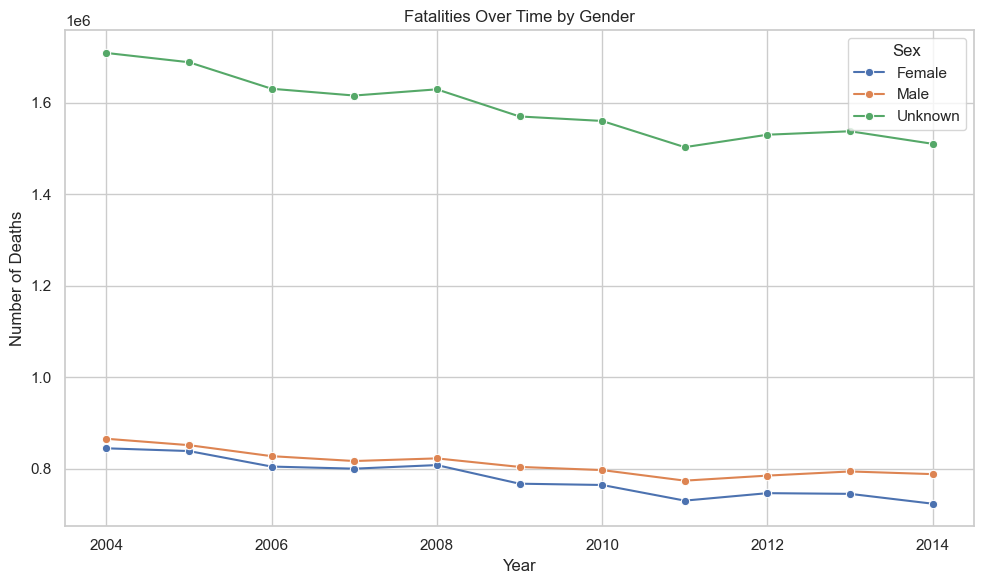 Fatalities Over Time by Gender
1e6
Sex
Female
Male
Unknown
1.6
1.4
1.2
1.0
0.8
Number of Deaths
2004 2006 2008 2010 2012 2014
Year